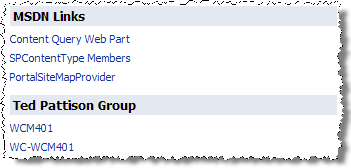 MSDN Links
Content Query Web Part
SPContentType Members
PortalSiteMapProvider
Ted Pattison Group
WCM401
WC-WCM401